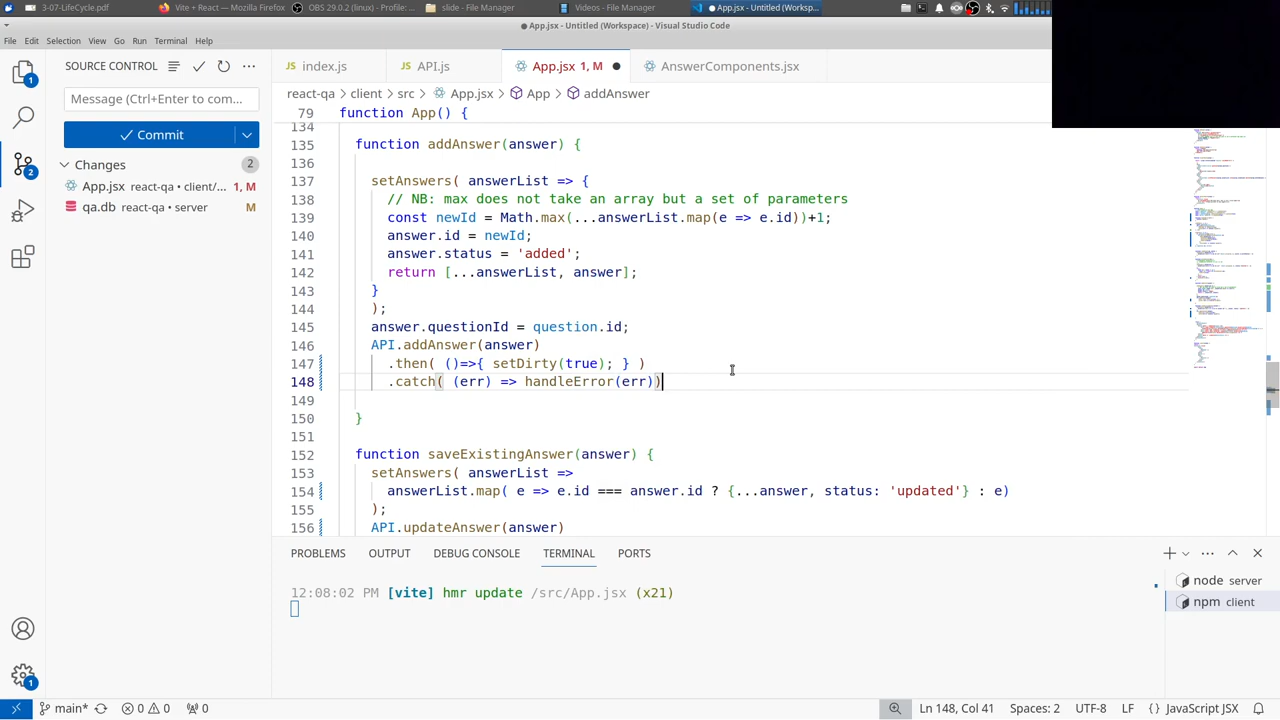 3-07-LifeCycle.pdf
Vite + React — Mozilla Firefox
OBS 29.0.2 (linux) - Profile:...
slide - File Manager
Videos - File Manager
● App.jsx - Untitled (Worksp...
● App.jsx - Untitled (Workspace) - Visual Studio Code
File Edit Selection View Go Run Terminal Help
SOURCE CONTROL
JS index.js
JS API.js
App.jsx 1, M ●
AnswerComponents.jsx
react-qa > client > src > App.jsx > App > addAnswer
Message (Ctrl+Enter to com...
Commit
Changes 2
App.jsx react-qa • client/... 1, M
qa.db react-qa • server
79 function App() {
134
135 function addAnswer(answer) {
136
137 setAnswers( answerList => {
138 // NB: max does not take an array but a set of parameters
139 const newId = Math.max(...answerList.map(e => e.id))+1;
140 answer.id = newId;
141 answer.status = 'added'
142 return [...answerList, answer];
143 }
144 );
145 answer.questionId = question.id;
146 API.addAnswer(answer)
147 .then( ()=>{ setDirty(true); } )
148 .catch( (err) => handleError(err))
149
150 }
151
152 function saveExistingAnswer(answer) {
153 setAnswers( answerList =>
154 answerList.map( e => e.id === answer.id ? {...answer, status: 'updated'} : e)
155 );
156 API.updateAnswer(answer)
PROBLEMS OUTPUT DEBUG CONSOLE TERMINAL PORTS
12:08:02 PM [vite] hmr update /src/App.jsx (x21)
node server
npm client
main* 0 0 0
Ln 148, Col 41 Spaces: 2 UTF-8 LF {} JavaScript JSX